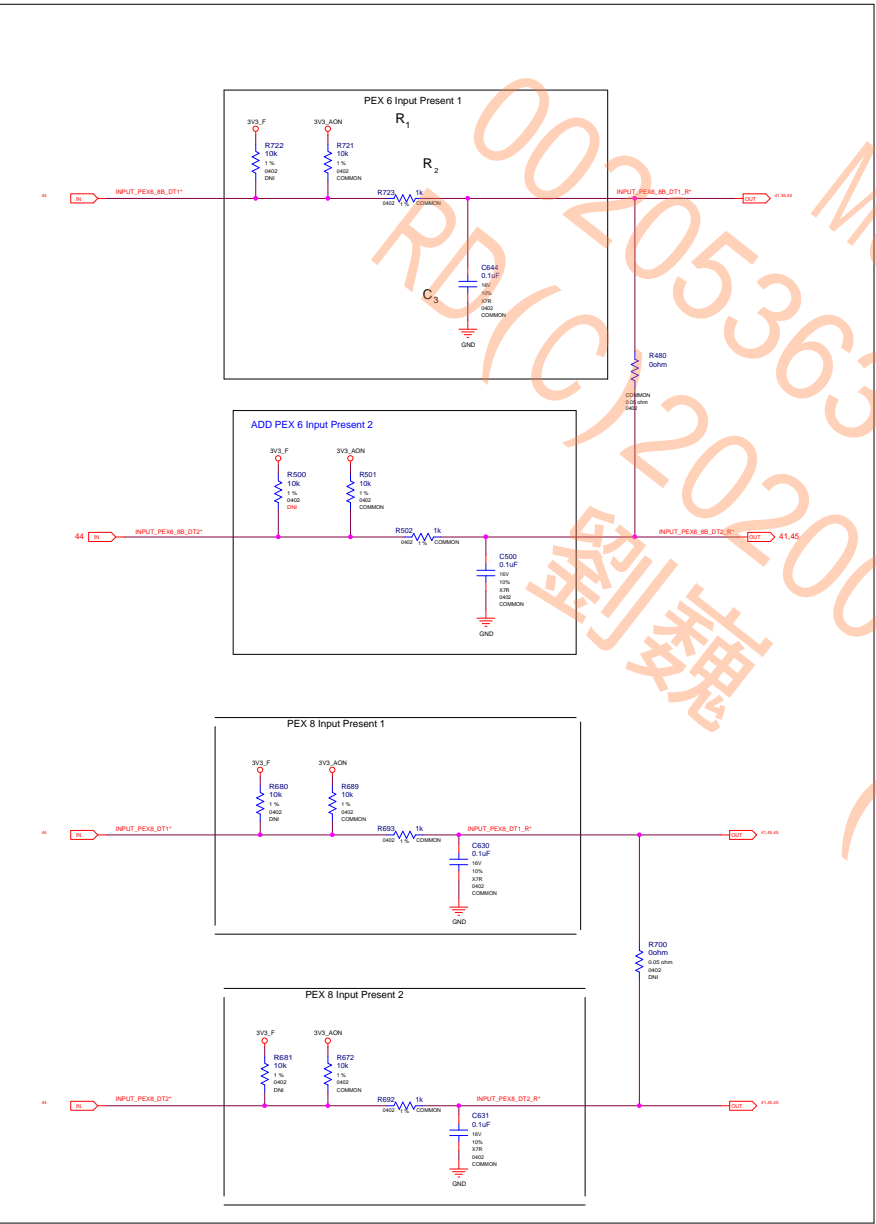 PEX 6 Input Present 1
R1
3V3_F
R722
10k
1 %
0402
DNI
3V3_AON
R721
10k
1 %
0402
COMMON
R2
44
IN
INPUT_PEX6_8B_DT1*
R723
1k
0402
1 %
COMMON
INPUT_PEX6_8B_DT1_R*
OUT
C3
C644
0.1uF
16V
10%
X7R
0402
COMMON
GND
R480
0ohm
COMMON
0.05 ohm
0402
ADD PEX 6 Input Present 2
3V3_F
R500
10k
1 %
0402
DNI
3V3_AON
R501
10k
1 %
0402
COMMON
44
IN
INPUT_PEX6_8B_DT2*
R502
1k
0402
1 %
COMMON
INPUT_PEX6_8B_DT2_R*
OUT
41,45
C500
0.1uF
16V
10%
X7R
0402
COMMON
GND
PEX 8 Input Present 1
3V3_F
R680
10k
1 %
0402
DNI
3V3_AON
R689
10k
1 %
0402
COMMON
44
IN
INPUT_PEX8_DT1*
R693
1k
0402
1 %
COMMON
INPUT_PEX8_DT1_R*
OUT
C630
0.1uF
16V
10%
X7R
0402
COMMON
GND
R700
0ohm
0.05 ohm
0402
DNI
PEX 8 Input Present 2
3V3_F
R681
10k
1 %
0402
DNI
3V3_AON
R672
10k
1 %
0402
COMMON
44
IN
INPUT_PEX8_DT2*
R692
1k
0402
1 %
COMMON
INPUT_PEX8_DT2_R*
OUT
C631
0.1uF
16V
10%
X7R
0402
COMMON
GND
0020536
RD(C)20200
劉巍